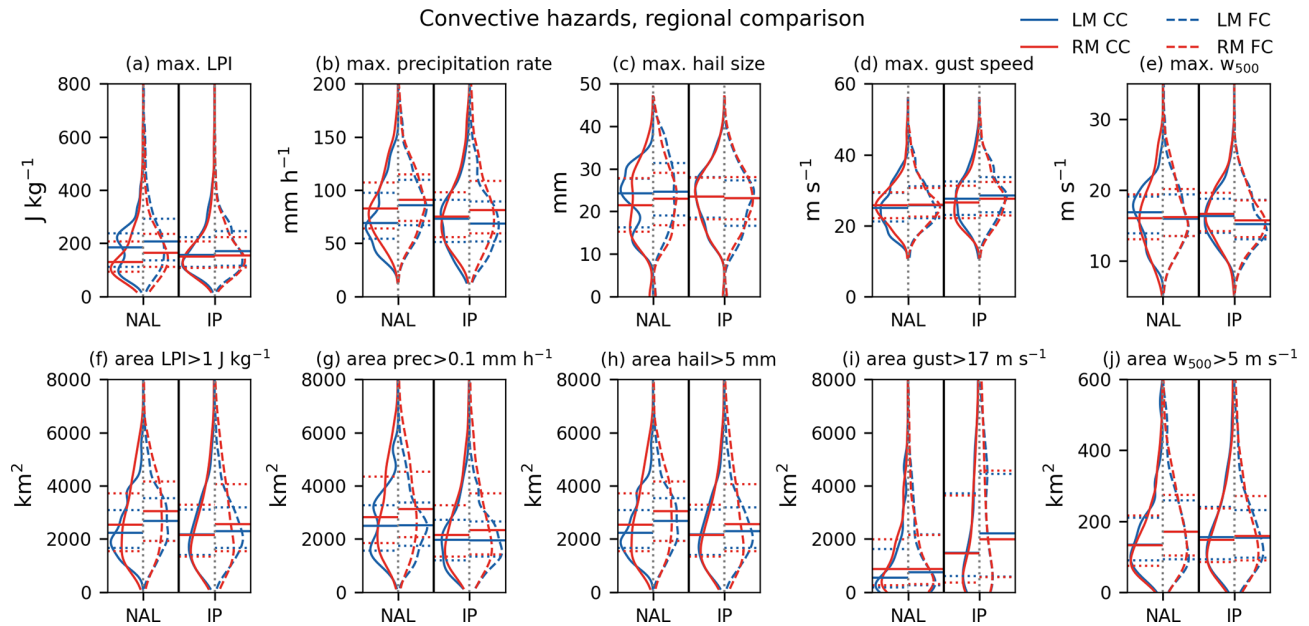 Convective hazards, regional comparison
LM CC
LM FC
RM CC
RM FC
(a) max. LPI
(b) max. precipitation rate
(c) max. hail size
(d) max. gust speed
(e) max. w₅₀₀
J kg⁻¹
800
600
400
200
0
NAL
IP
mm h⁻¹
200
150
100
50
0
NAL
IP
mm
50
40
30
20
10
0
NAL
IP
m s⁻¹
60
40
20
0
NAL
IP
m s⁻¹
30
20
10
NAL
IP
(f) area LPI>1 J kg⁻¹
(g) area prec>0.1 mm h⁻¹
(h) area hail>5 mm
(i) area gust>17 m s⁻¹
(j) area w₅₀₀>5 m s⁻¹
km²
8000
6000
4000
2000
0
NAL
IP
km²
8000
6000
4000
2000
0
NAL
IP
km²
8000
6000
4000
2000
0
NAL
IP
km²
8000
6000
4000
2000
0
NAL
IP
km²
600
400
200
0
NAL
IP